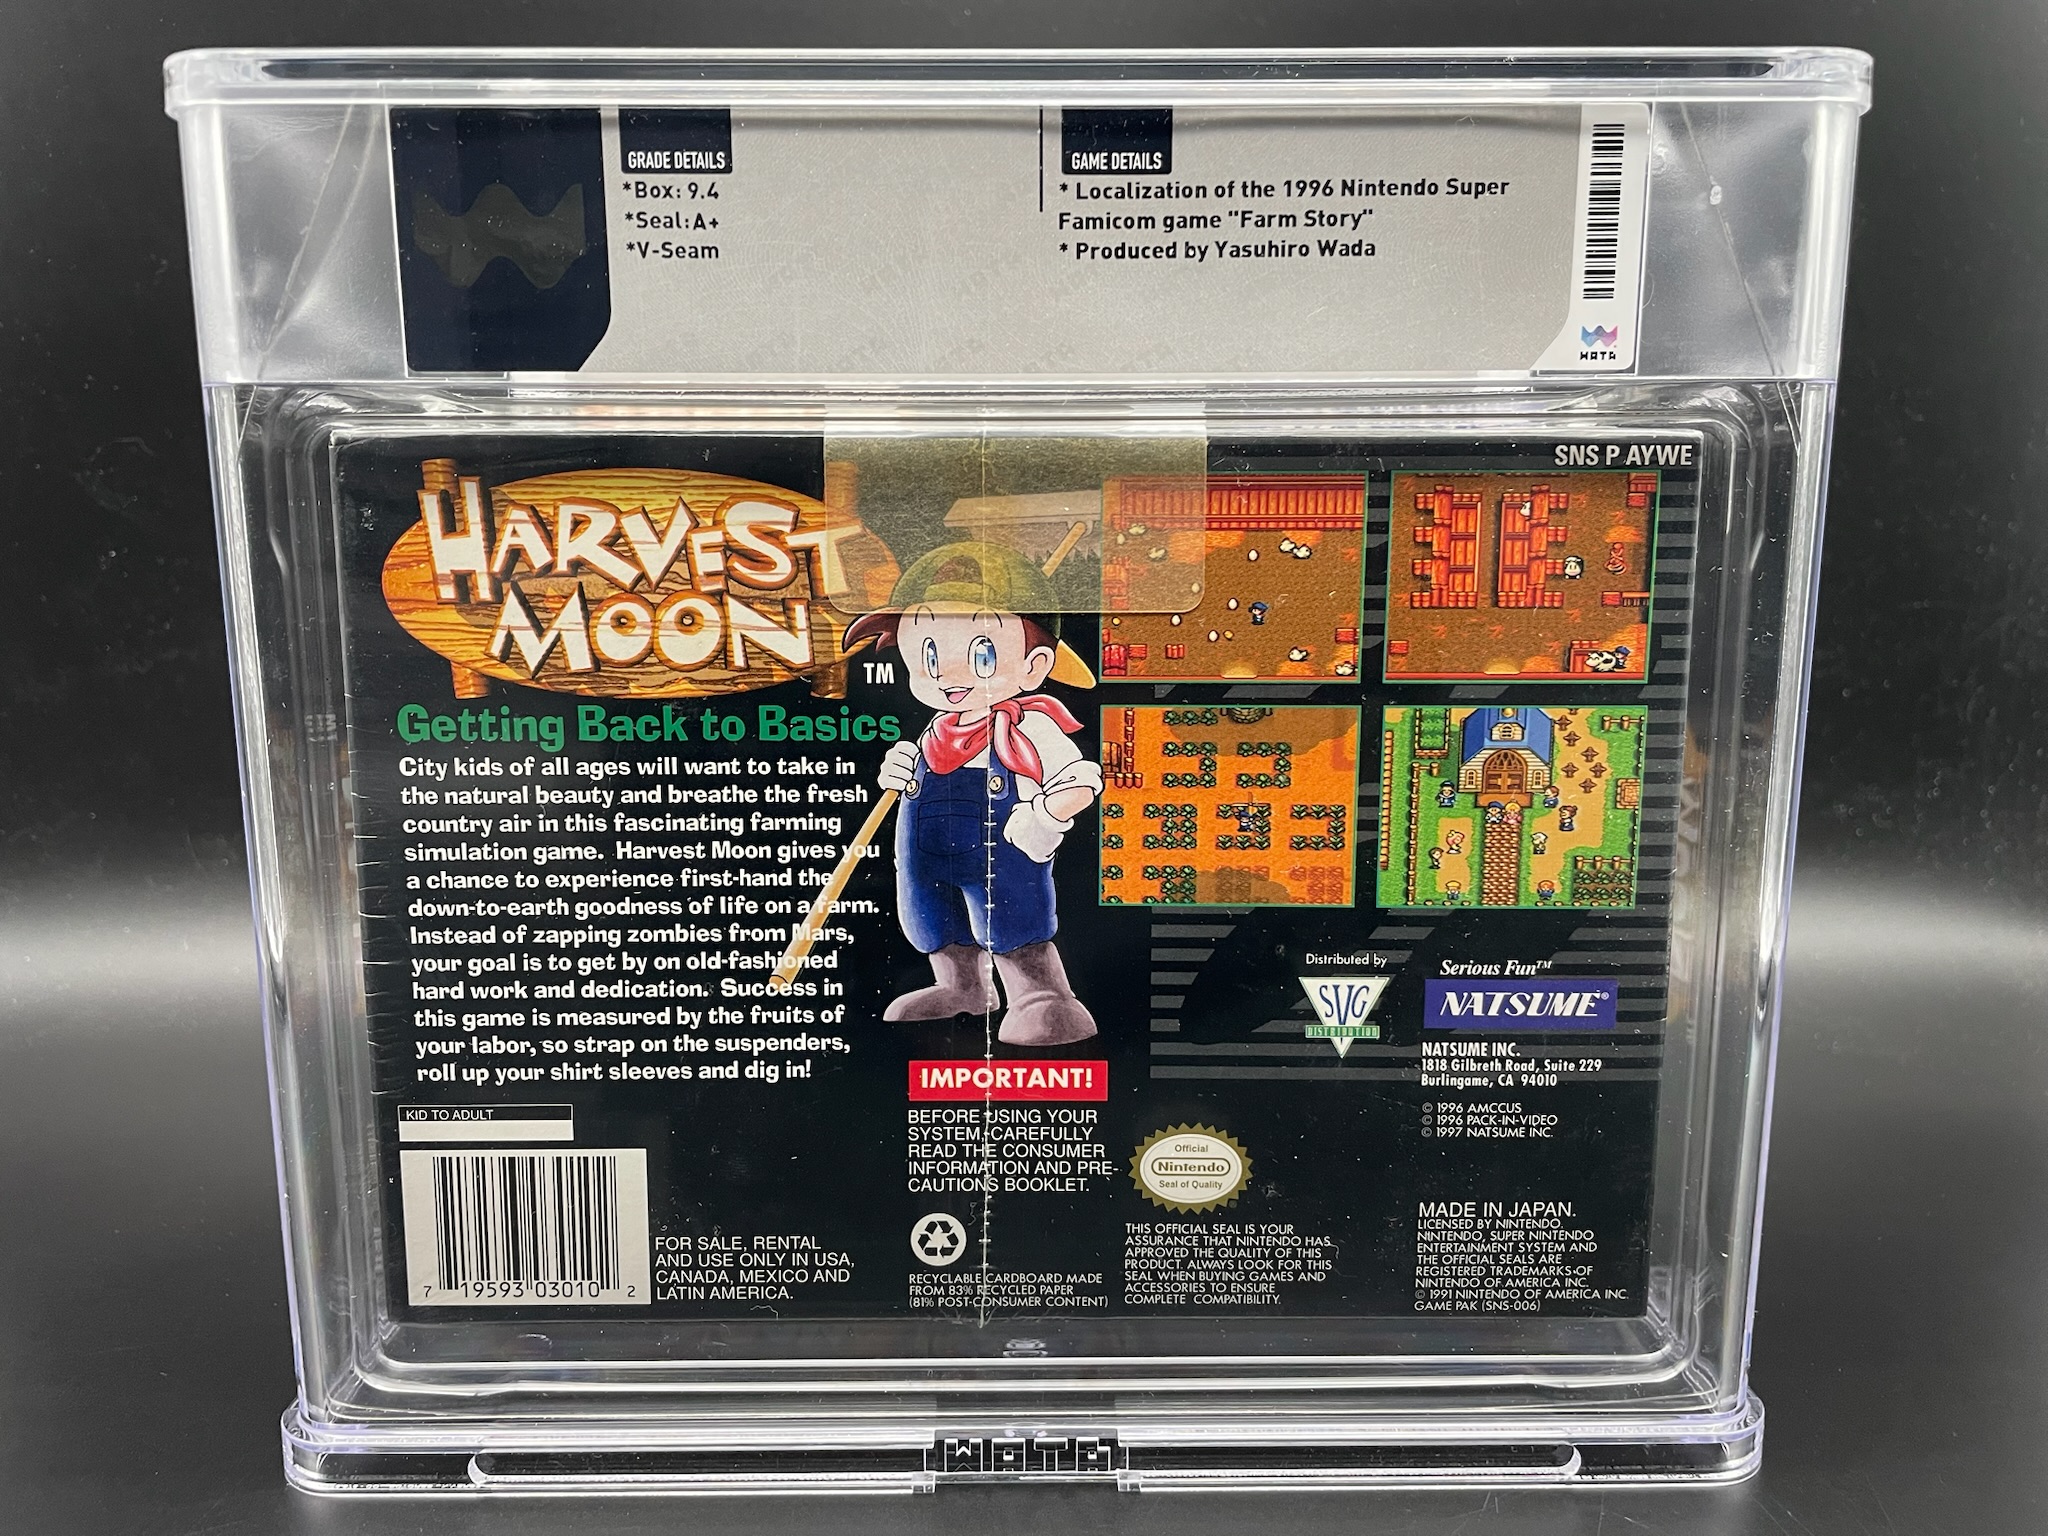 GRADE DETAILS
*Box: 9.4
*Seal: A+
*V-Seam
GAME DETAILS
* Localization of the 1996 Nintendo Super
Famicom game "Farm Story"
* Produced by Yasuhiro Wada
WATA
SNS P AYWE
HARVEST
MOON
TM
Getting Back to Basics
City kids of all ages will want to take in
the natural beauty and breathe the fresh
country air in this fascinating farming
simulation game. Harvest Moon gives you
a chance to experience first-hand the
down-to-earth goodness of life on a farm.
Instead of zapping zombies from Mars,
your goal is to get by on old-fashioned
hard work and dedication. Success in
this game is measured by the fruits of
your labor, so strap on the suspenders,
roll up your shirt sleeves and dig in!
KID TO ADULT
7 19593 03010 2
FOR SALE, RENTAL
AND USE ONLY IN USA,
CANADA, MEXICO AND
LATIN AMERICA.
IMPORTANT!
BEFORE USING YOUR
SYSTEM, CAREFULLY
READ THE CONSUMER
INFORMATION AND PRE-
CAUTIONS BOOKLET.
RECYCLABLE CARDBOARD MADE
FROM 83% RECYCLED PAPER
(81% POST-CONSUMER CONTENT)
Official
Nintendo
Seal of Quality
THIS OFFICIAL SEAL IS YOUR
ASSURANCE THAT NINTENDO HAS
APPROVED THE QUALITY OF THIS
PRODUCT. ALWAYS LOOK FOR THIS
SEAL WHEN BUYING GAMES AND
ACCESSORIES TO ENSURE
COMPLETE COMPATIBILITY.
Distributed by
SVG
DISTRIBUTION
Serious Fun™
NATSUME®
NATSUME INC.
1818 Gilbreth Road, Suite 229
Burlingame, CA 94010
© 1996 AMCCUS
© 1996 PACK-IN-VIDEO
© 1997 NATSUME INC.
MADE IN JAPAN.
LICENSED BY NINTENDO.
NINTENDO, SUPER NINTENDO
ENTERTAINMENT SYSTEM AND
THE OFFICIAL SEALS ARE
REGISTERED TRADEMARKS OF
NINTENDO OF AMERICA INC.
© 1991 NINTENDO OF AMERICA INC.
GAME PAK (SNS-006)
WATA